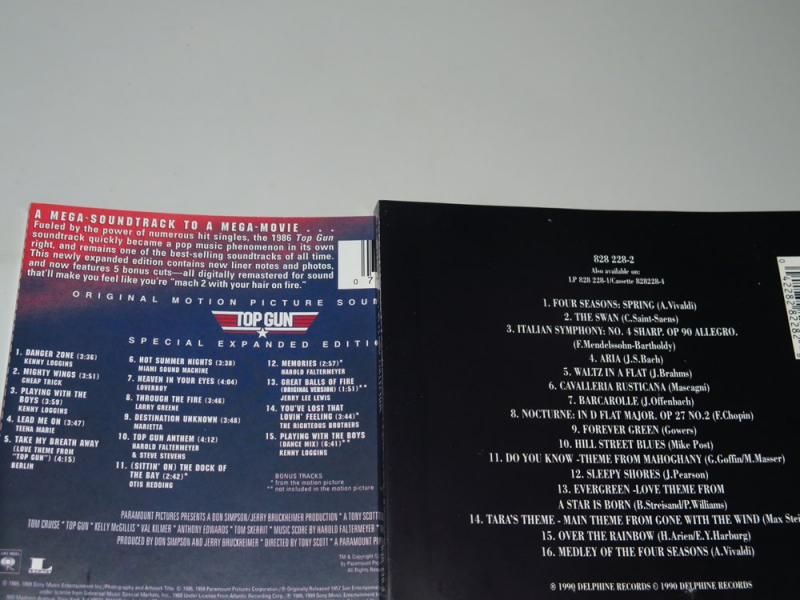 A MEGA-SOUNDTRACK TO A MEGA-MOVIE . . .
Fueled by the power of numerous hit singles, the 1986 Top Gun
soundtrack quickly became a pop music phenomenon in its own
right, and remains one of the best-selling soundtracks of all time.
This newly expanded edition contains new liner notes and photos,
and now features 5 bonus cuts—all digitally remastered for sound
that'll make you feel like you're "mach 2 with your hair on fire."
0 7
ORIGINAL MOTION PICTURE SOUN
TOP GUN
SPECIAL EXPANDED EDITIO
1. DANGER ZONE (3:36)
KENNY LOGGINS
2. MIGHTY WINGS (3:51)
CHEAP TRICK
3. PLAYING WITH THE
BOYS (3:59)
KENNY LOGGINS
4. LEAD ME ON (3:47)
TEENA MARIE
5. TAKE MY BREATH AWAY
(LOVE THEME FROM
"TOP GUN") (4:15)
BERLIN
6. HOT SUMMER NIGHTS (3:38)
MIAMI SOUND MACHINE
7. HEAVEN IN YOUR EYES (4:04)
LOVERBOY
8. THROUGH THE FIRE (3:46)
LARRY GREENE
9. DESTINATION UNKNOWN (3:48)
MARIETTA
10. TOP GUN ANTHEM (4:12)
HAROLD FALTERMEYER
& STEVE STEVENS
11. (SITTIN' ON) THE DOCK OF
THE BAY (2:42)*
OTIS REDDING
12. MEMORIES (2:57)*
HAROLD FALTERMEYER
13. GREAT BALLS OF FIRE
(ORIGINAL VERSION) (1:51)**
JERRY LEE LEWIS
14. YOU'VE LOST THAT
LOVIN' FEELING (3:44)*
THE RIGHTEOUS BROTHERS
15. PLAYING WITH THE BOYS
(DANCE MIX) (6:41)**
KENNY LOGGINS
BONUS TRACKS
* from the motion picture
** not included in the motion picture
PARAMOUNT PICTURES PRESENTS A DON SIMPSON/JERRY BRUCKHEIMER PRODUCTION * A TONY SCOTT
TOM CRUISE * "TOP GUN" * KELLY McGILLIS * VAL KILMER * ANTHONY EDWARDS * TOM SKERRITT * MUSIC SCORE BY HAROLD FALTERMEYER
PRODUCED BY DON SIMPSON AND JERRY BRUCKHEIMER * DIRECTED BY TONY SCOTT * A PARAMOUNT PI
LEGACY
828 228-2
Also available on:
LP 828 228-1/Cassette 828228-4
1. FOUR SEASONS: SPRING (A.Vivaldi)
2. THE SWAN (C.Saint-Saens)
3. ITALIAN SYMPHONY: NO. 4 SHARP. OP 90 ALLEGRO.
(F.Mendelssohn-Bartholdy)
4. ARIA (J.S.Bach)
5. WALTZ IN A FLAT (J.Brahms)
6. CAVALLERIA RUSTICANA (Mascagni)
7. BARCAROLLE (J.Offenbach)
8. NOCTURNE: IN D FLAT MAJOR. OP 27 NO.2 (F.Chopin)
9. FOREVER GREEN (Gowers)
10. HILL STREET BLUES (Mike Post)
11. DO YOU KNOW -THEME FROM MAHOGHANY (G.Goffin/M.Masser)
12. SLEEPY SHORES (J.Pearson)
13. EVERGREEN -LOVE THEME FROM
A STAR IS BORN (B.Streisand/P.Williams)
14. TARA'S THEME - MAIN THEME FROM GONE WITH THE WIND (Max Stei
15. OVER THE RAINBOW (H.Arien/E.Y.Harburg)
16. MEDLEY OF THE FOUR SEASONS (A.Vivaldi)
℗ 1990 DELPHINE RECORDS © 1990 DELPHINE RECORDS